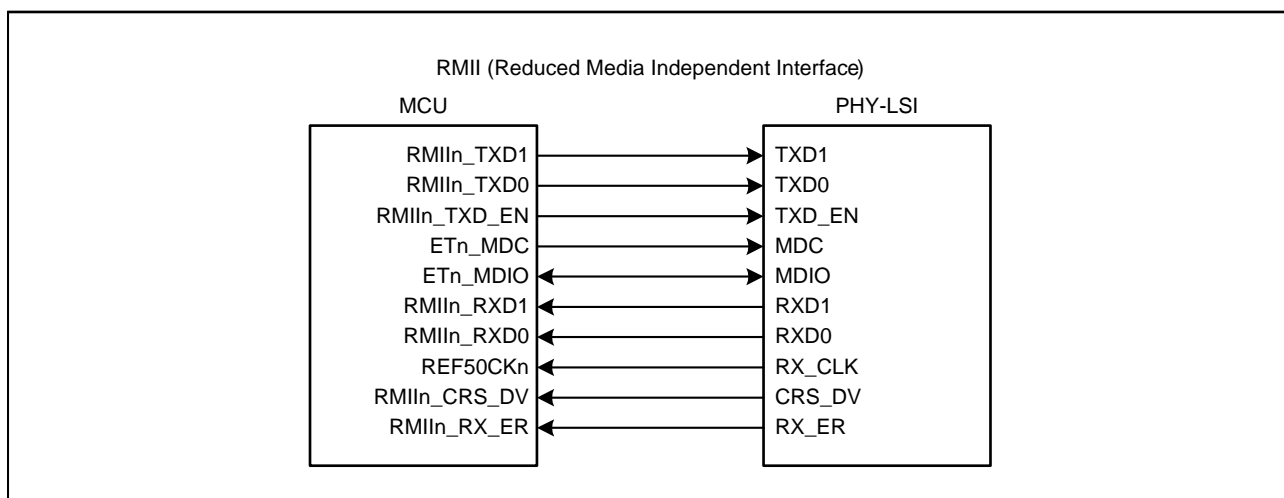 RMII (Reduced Media Independent Interface)
MCU PHY-LSI
RMIIn_TXD1 TXD1
RMIIn_TXD0 TXD0
RMIIn_TXD_EN TXD_EN
ETn_MDC MDC
ETn_MDIO MDIO
RMIIn_RXD1 RXD1
RMIIn_RXD0 RXD0
REF50CKn RX_CLK
RMIIn_CRS_DV CRS_DV
RMIIn_RX_ER RX_ER